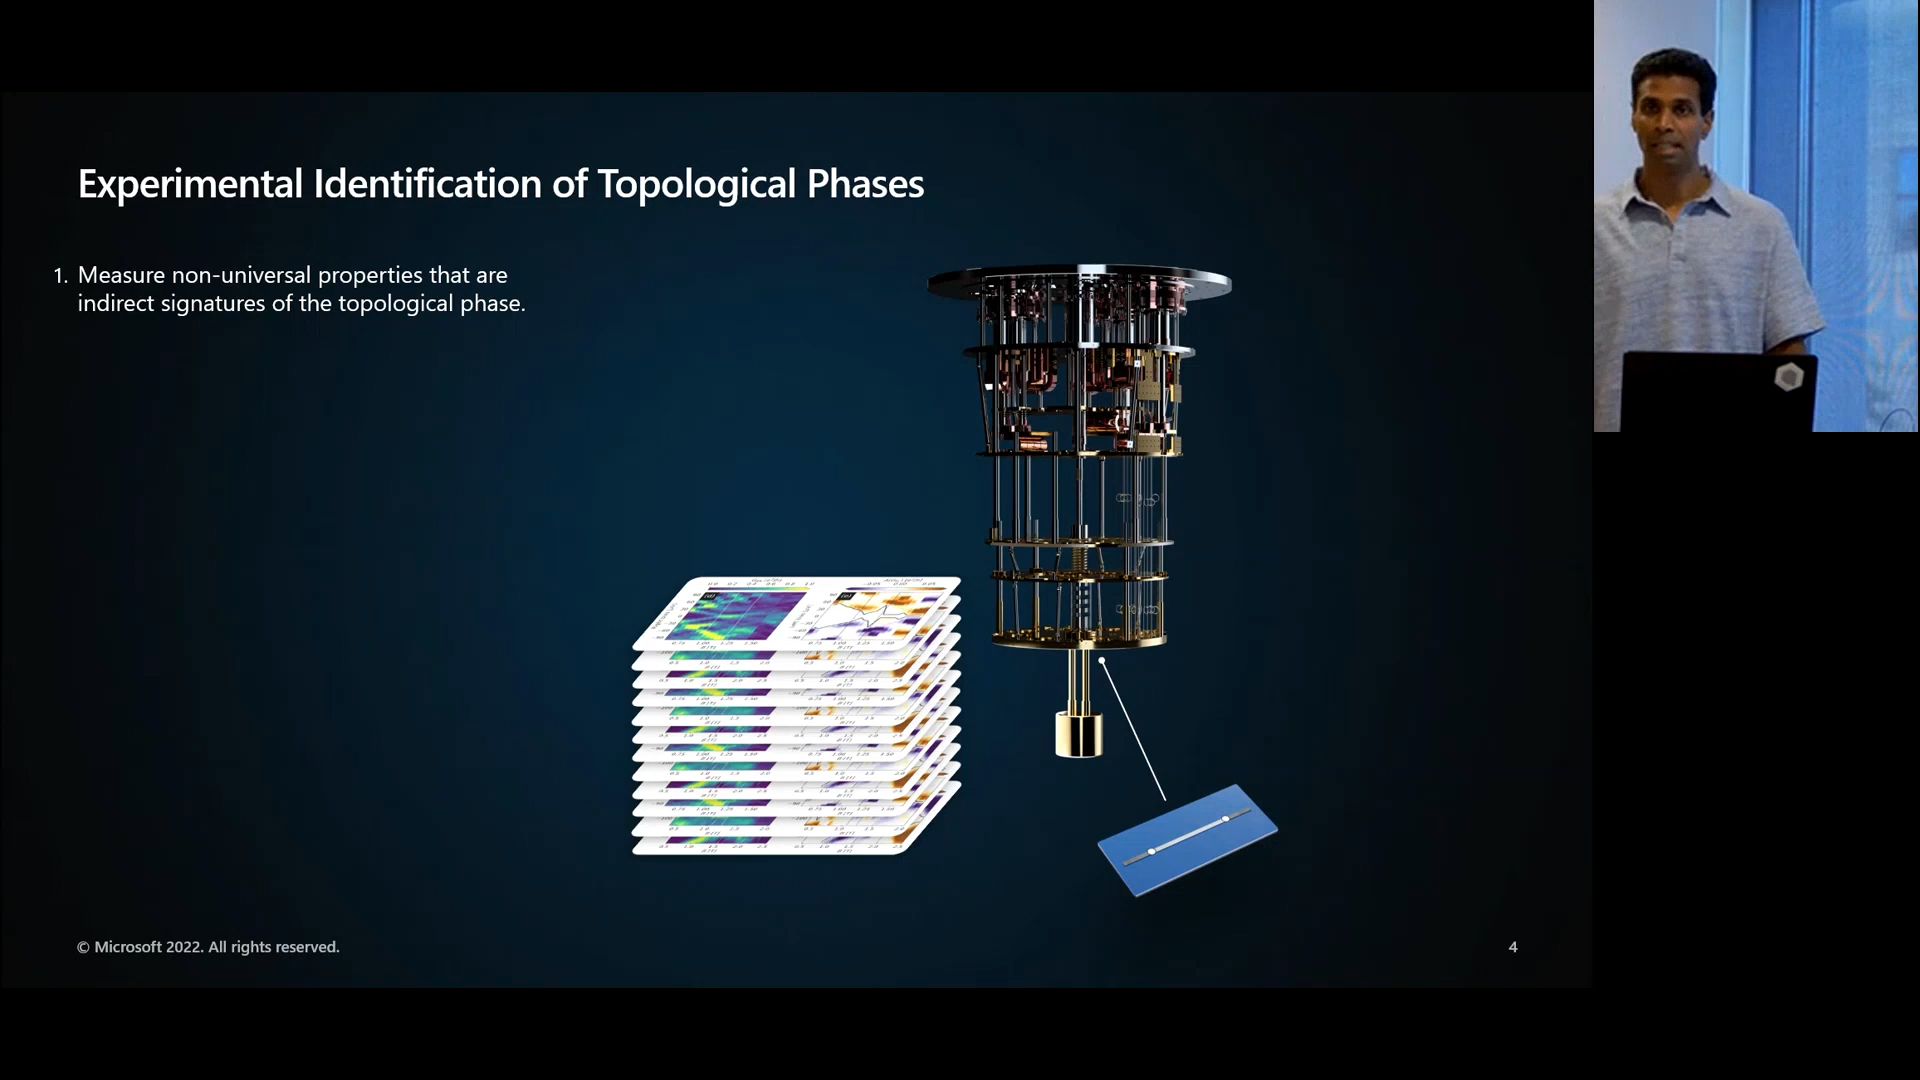 Experimental Identification of Topological Phases
1. Measure non-universal properties that are
indirect signatures of the topological phase.
© Microsoft 2022. All rights reserved.
4